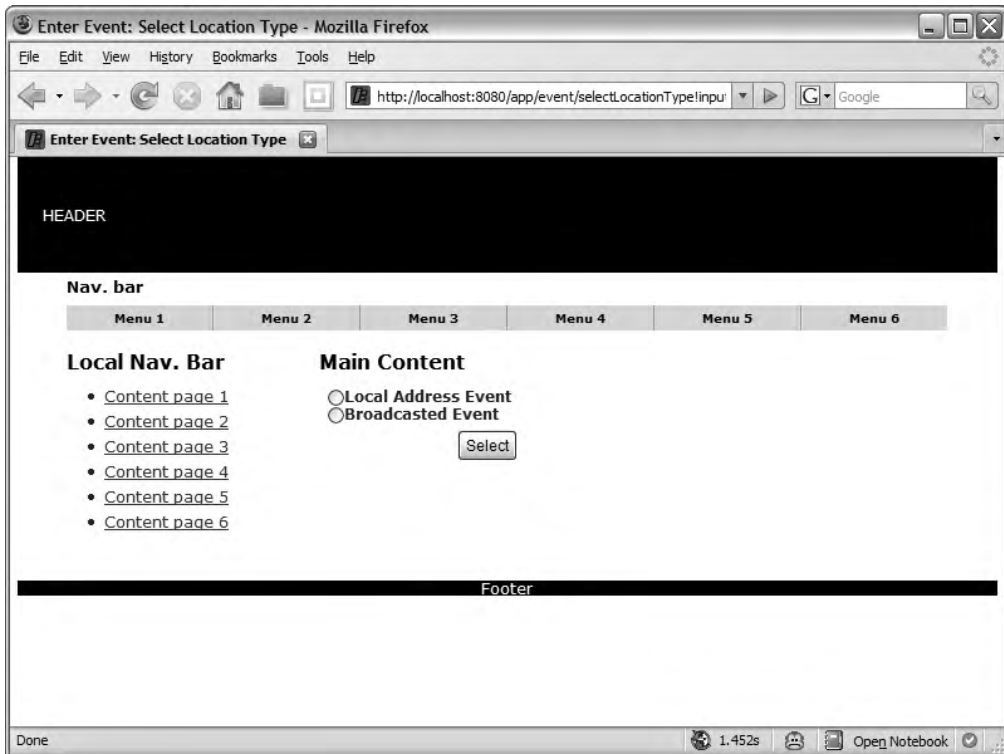 Enter Event: Select Location Type - Mozilla Firefox
File Edit View History Bookmarks Tools Help
http://localhost:8080/app/event/selectLocationType!inpu
G Google
Enter Event: Select Location Type
HEADER
Nav. bar
Menu 1 Menu 2 Menu 3 Menu 4 Menu 5 Menu 6
Local Nav. Bar
Content page 1
Content page 2
Content page 3
Content page 4
Content page 5
Content page 6
Main Content
Local Address Event
Broadcasted Event
Select
Footer
Done 1.452s Open Notebook